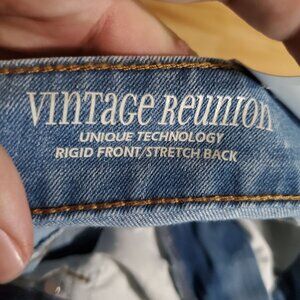 VINTAGE REUNION
UNIQUE TECHNOLOGY
RIGID FRONT/STRETCH BACK